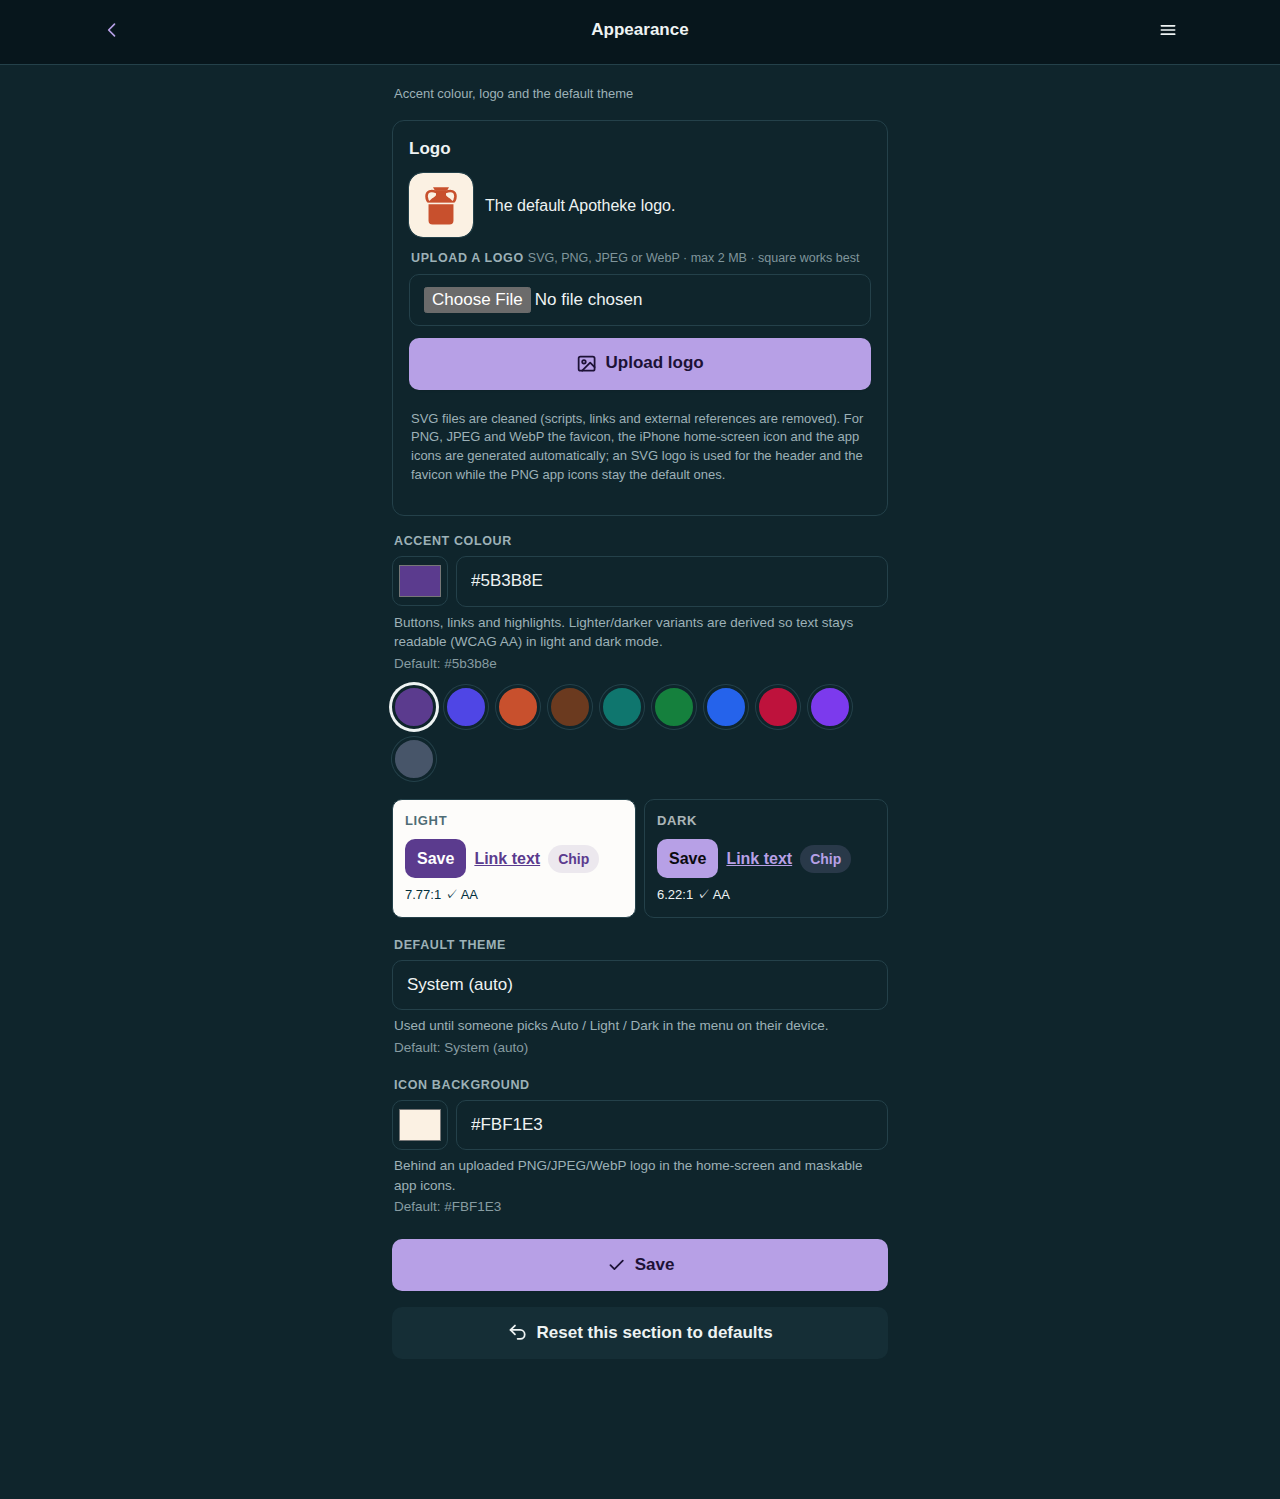 Appearance
Accent colour, logo and the default theme
Logo
The default Apotheke logo.
UPLOAD A LOGO SVG, PNG, JPEG or WebP · max 2 MB · square works best
Choose File No file chosen
Upload logo
SVG files are cleaned (scripts, links and external references are removed). For
PNG, JPEG and WebP the favicon, the iPhone home-screen icon and the app
icons are generated automatically; an SVG logo is used for the header and the
favicon while the PNG app icons stay the default ones.
ACCENT COLOUR
#5B3B8E
Buttons, links and highlights. Lighter/darker variants are derived so text stays
readable (WCAG AA) in light and dark mode.
Default: #5b3b8e
LIGHT
Save Link text Chip
7.77:1 ✓ AA
DARK
Save Link text Chip
6.22:1 ✓ AA
DEFAULT THEME
System (auto)
Used until someone picks Auto / Light / Dark in the menu on their device.
Default: System (auto)
ICON BACKGROUND
#FBF1E3
Behind an uploaded PNG/JPEG/WebP logo in the home-screen and maskable
app icons.
Default: #FBF1E3
Save
Reset this section to defaults